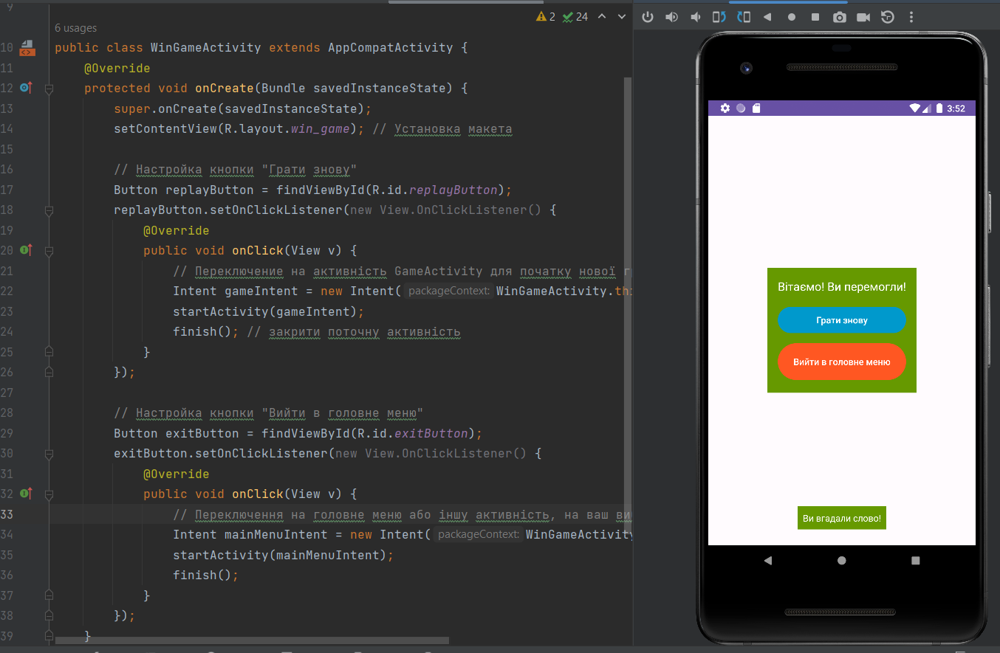 9
2 24
6 usages
10 public class WinGameActivity extends AppCompatActivity {
11 @Override
12 protected void onCreate(Bundle savedInstanceState) {
13 super.onCreate(savedInstanceState);
14 setContentView(R.layout.win_game); // Установка макета
15
16 // Настройка кнопки "Грати знову"
17 Button replayButton = findViewById(R.id.replayButton);
18 replayButton.setOnClickListener(new View.OnClickListener() {
19 @Override
20 public void onClick(View v) {
21 // Переключение на активність GameActivity для початку нової г
22 Intent gameIntent = new Intent( packageContext: WinGameActivity.thi
23 startActivity(gameIntent);
24 finish(); // закрити поточну активність
25 }
26 });
27
28 // Настройка кнопки "Вийти в головне меню"
29 Button exitButton = findViewById(R.id.exitButton);
30 exitButton.setOnClickListener(new View.OnClickListener() {
31 @Override
32 public void onClick(View v) {
33 // Переключення на головне меню або іншу активність, на ваш ви
34 Intent mainMenuIntent = new Intent( packageContext: WinGameActivity
35 startActivity(mainMenuIntent);
36 finish();
37 }
38 });
39 }
3:52
Вітаємо! Ви перемогли!
Грати знову
Вийти в головне меню
Ви вгадали слово!